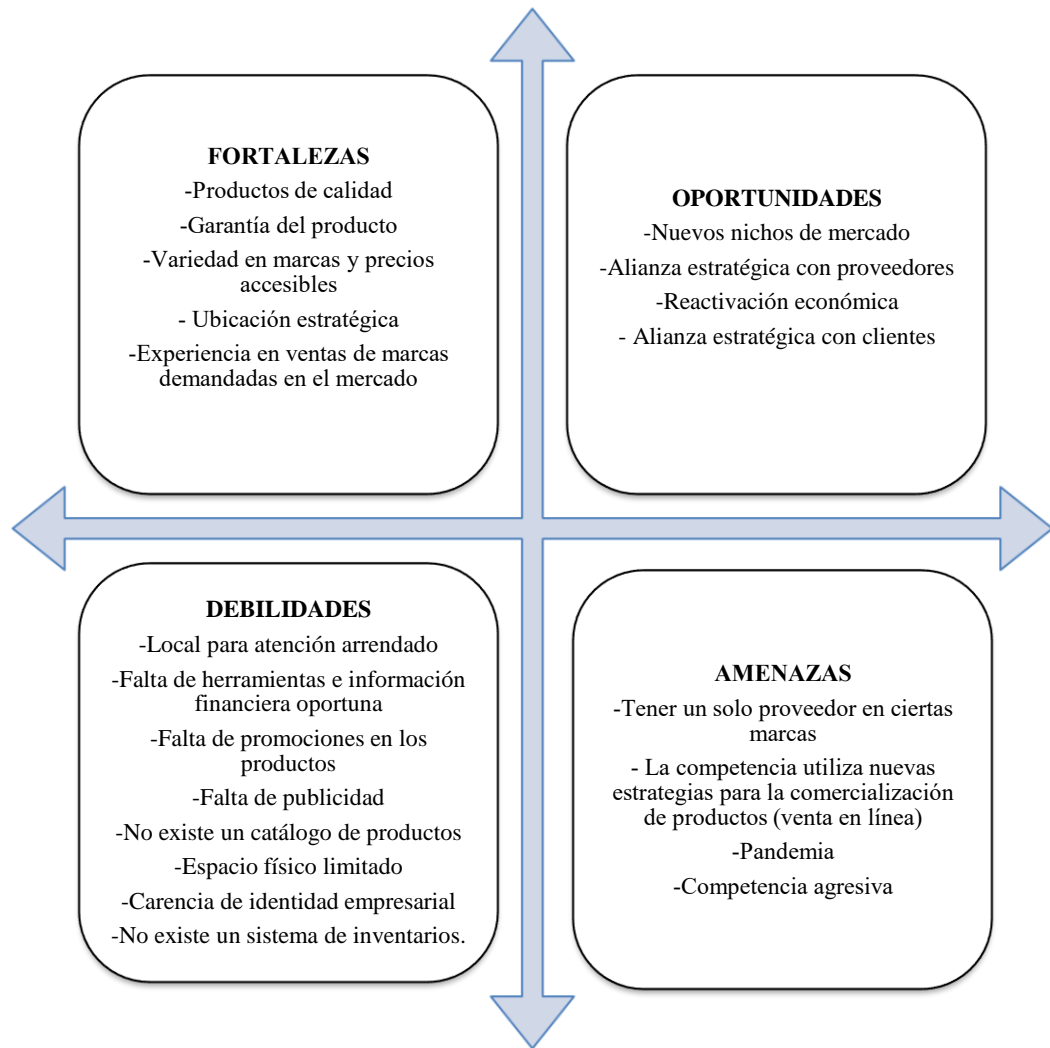 FORTALEZAS
-Productos de calidad
-Garantía del producto
-Variedad en marcas y precios
accesibles
- Ubicación estratégica
-Experiencia en ventas de marcas
demandadas en el mercado
OPORTUNIDADES
-Nuevos nichos de mercado
-Alianza estratégica con proveedores
-Reactivación económica
- Alianza estratégica con clientes
DEBILIDADES
-Local para atención arrendado
-Falta de herramientas e información
financiera oportuna
-Falta de promociones en los
productos
-Falta de publicidad
-No existe un catálogo de productos
-Espacio físico limitado
-Carencia de identidad empresarial
-No existe un sistema de inventarios.
AMENAZAS
-Tener un solo proveedor en ciertas
marcas
- La competencia utiliza nuevas
estrategias para la comercialización
de productos (venta en línea)
-Pandemia
-Competencia agresiva